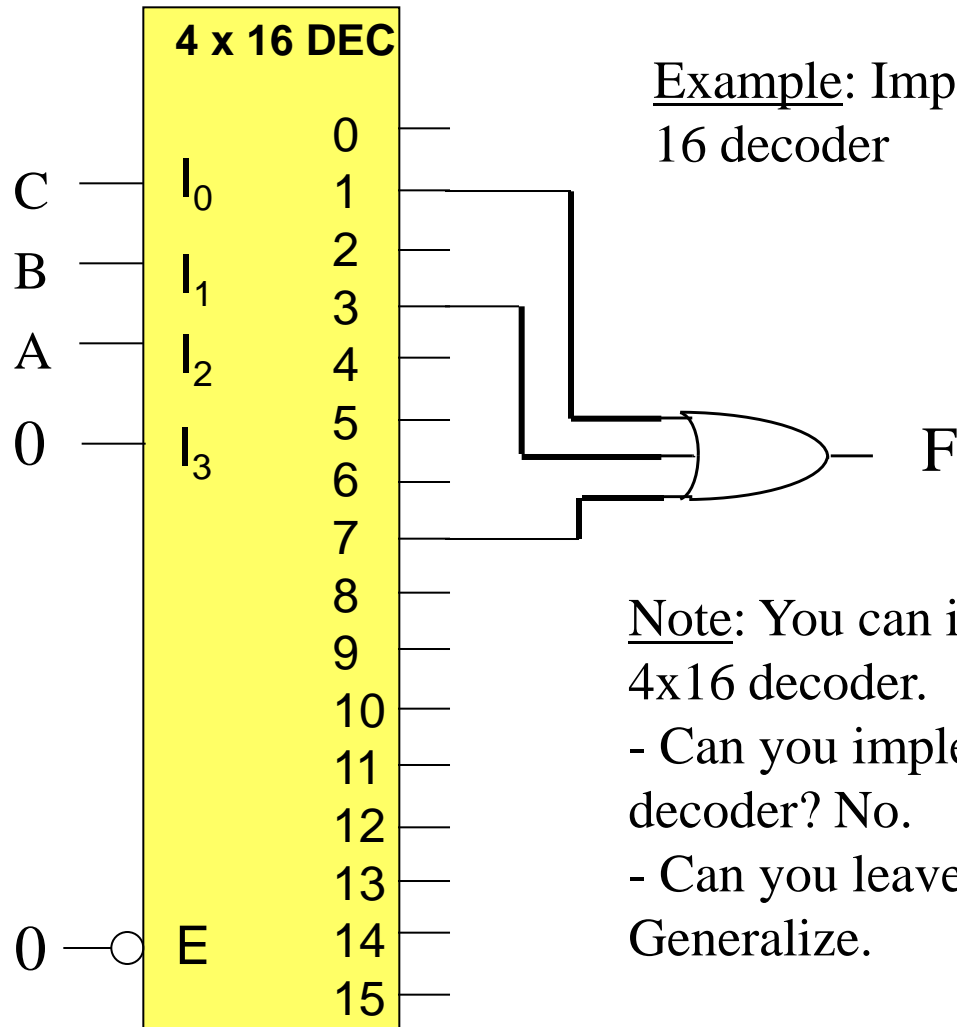 4 x 16 DEC
Example: Imp
16 decoder
C
B
A
0
I0
I1
I2
I3
0
1
2
3
4
5
6
7
8
9
10
11
12
13
14
15
F
Note: You can i
4x16 decoder.
- Can you imple
decoder? No.
- Can you leave
Generalize.
0
E